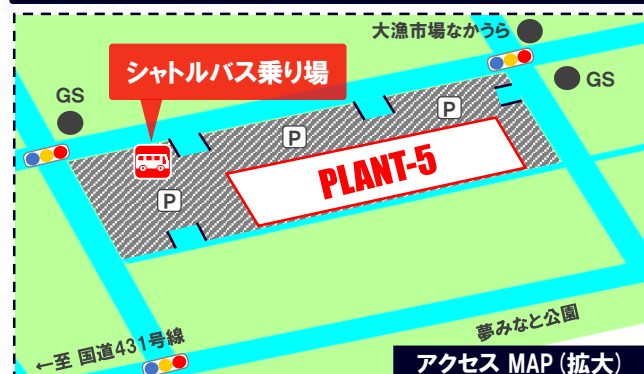 大漁市場なかうら
シャトルバス乗り場
GS
GS
P
P
P
PLANT-5
夢みなと公園
←至 国道431号線
アクセス MAP (拡大)